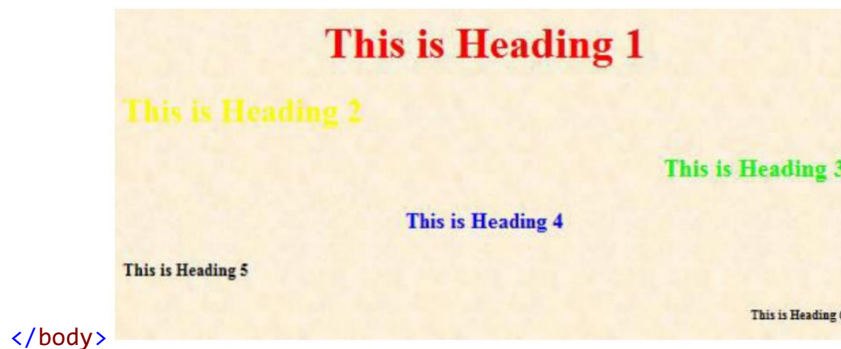 This is Heading 1
This is Heading 2
This is Heading 3
This is Heading 4
This is Heading 5
This is Heading
</body>